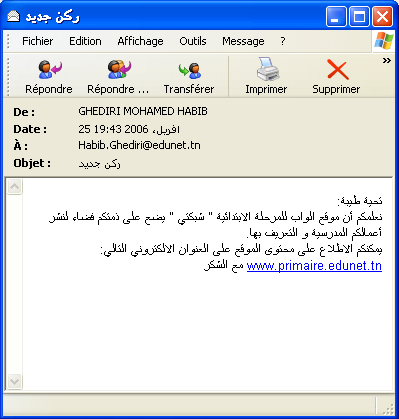 ركن جديد
Fichier Edition Affichage Outils Message ?
Répondre Répondre ... Transférer Imprimer Supprimer »
De : GHEDIRI MOHAMED HABIB
Date : 25 19:43 2006 ,افريل
À : Habib.Ghediri@edunet.tn
Objet : ركن جديد
تحية طيبة:
نعلمكم أن موقع الواب للمرحلة الابتدائية " شبكتي " يضع على ذمتكم فضاء لنشر
أعمالكم المدرسية و التعريف بها.
يمكنكم الاطلاع على محتوى الموقع على العنوان الالكتروني التالي:
www.primaire.edunet.tn مع الشكر